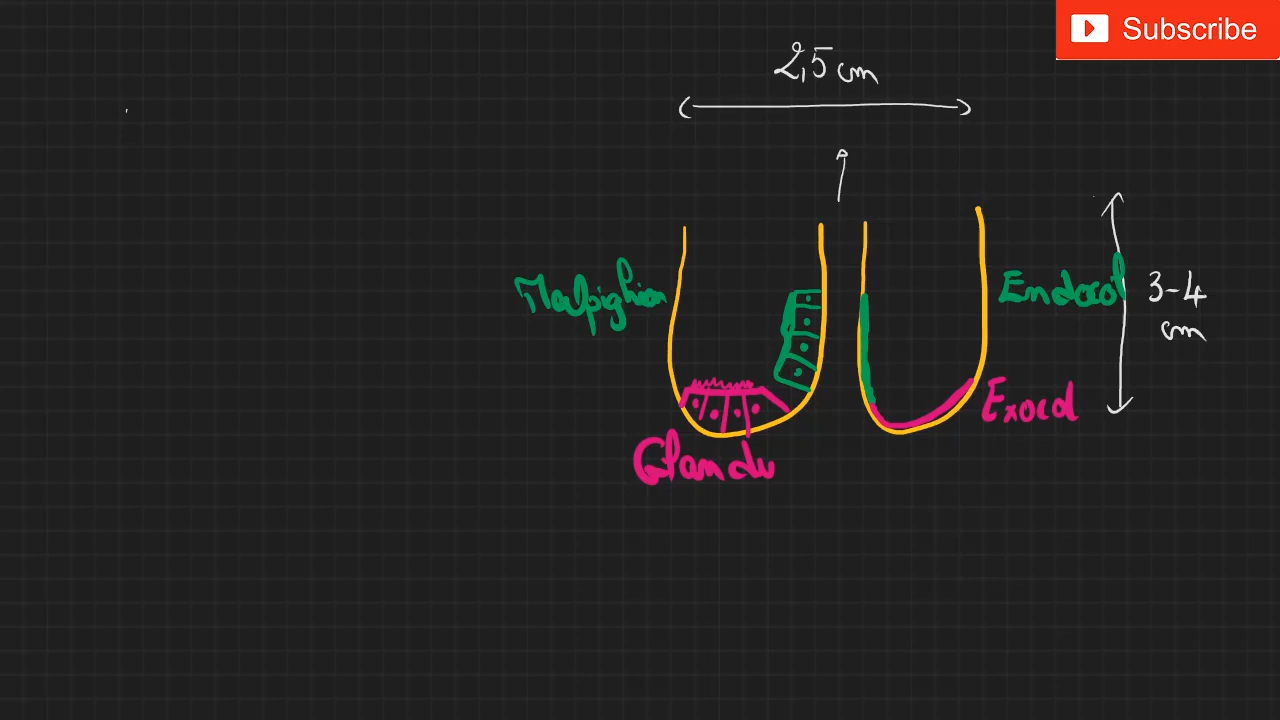 Subscribe
2,5 cm
Malpighien
Endocol
3-4
cm
Exocol
Glandu